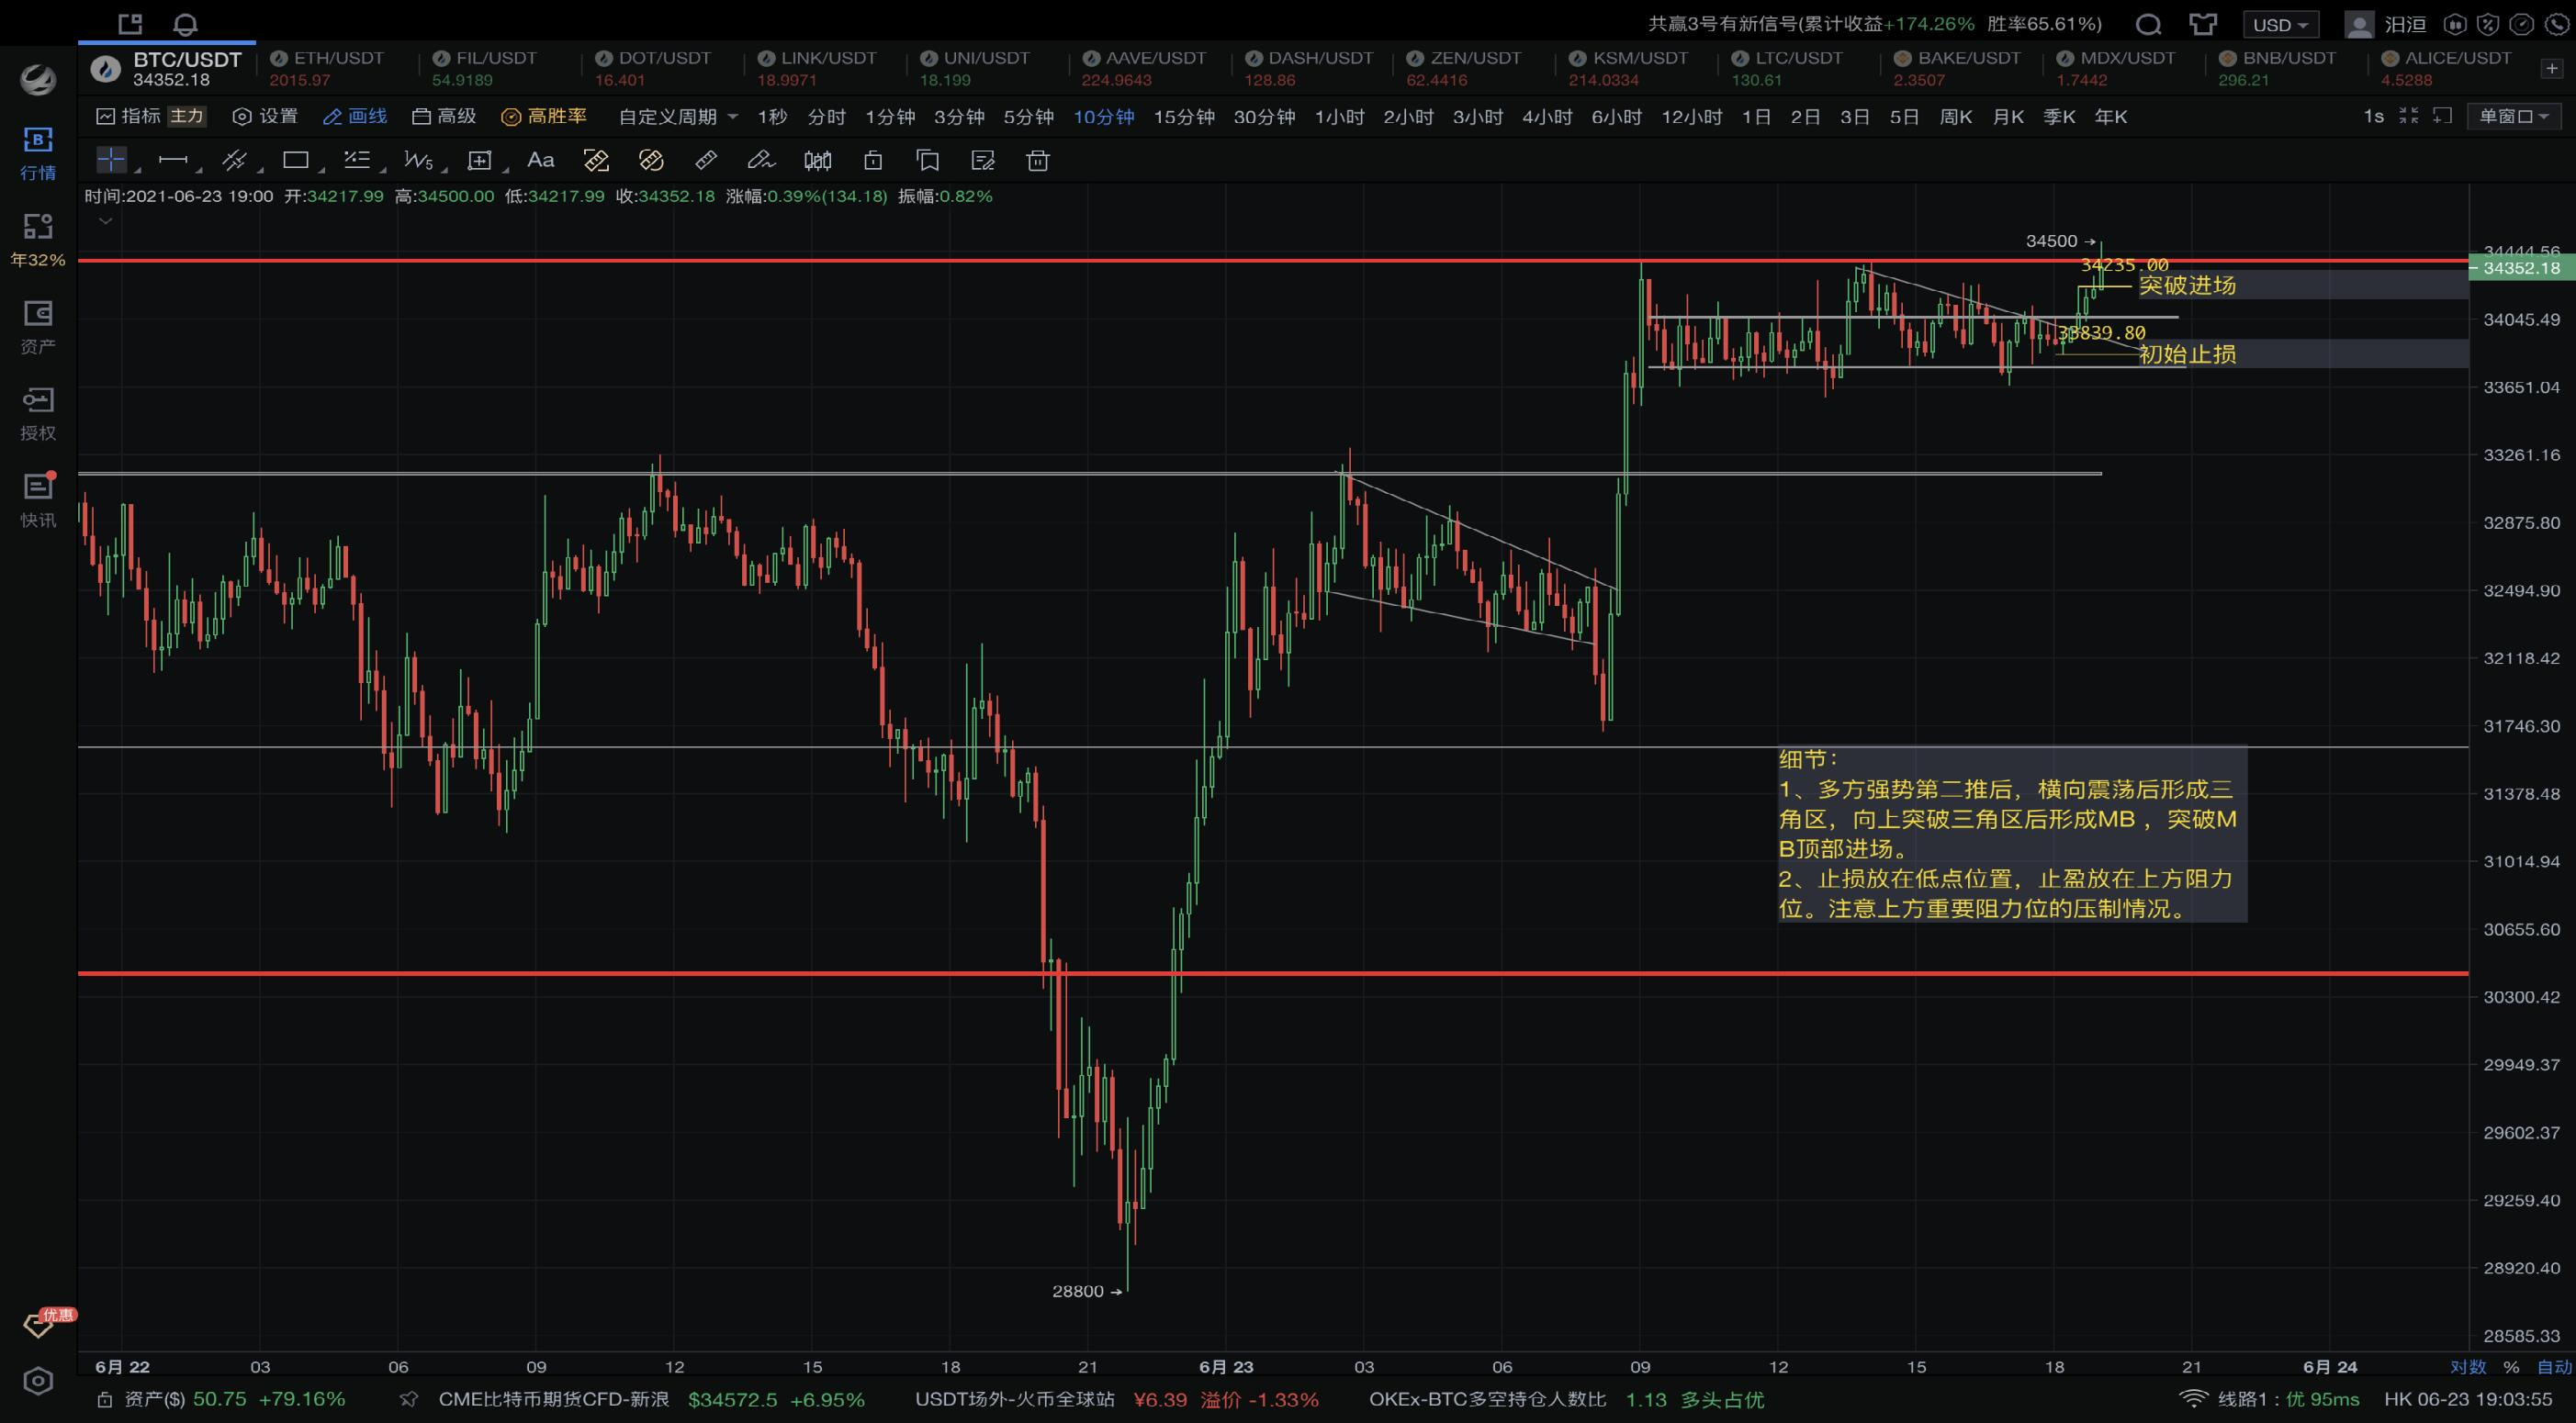 共赢3号有新信号(累计收益+174.26% 胜率65.61%) USD 汨洹
BTC/USDT 34352.18
ETH/USDT 2015.97
FIL/USDT 54.9189
DOT/USDT 16.401
LINK/USDT 18.9971
UNI/USDT 18.199
AAVE/USDT 224.9643
DASH/USDT 128.86
ZEN/USDT 62.4416
KSM/USDT 214.0334
LTC/USDT 130.61
BAKE/USDT 2.3507
MDX/USDT 1.7442
BNB/USDT 296.21
ALICE/USDT 4.5288
指标 主力 设置 画线 高级 高胜率 自定义周期 1秒 分时 1分钟 3分钟 5分钟 10分钟 15分钟 30分钟 1小时 2小时 3小时 4小时 6小时 12小时 1日 2日 3日 5日 周K 月K 季K 年K 1s 单窗口
Aa
时间:2021-06-23 19:00 开:34217.99 高:34500.00 低:34217.99 收:34352.18 涨幅:0.39%(134.18) 振幅:0.82%
行情
年32%
资产
授权
快讯
优惠
34500
34235.00
突破进场
33839.80
初始止损
28800
细节：
1、多方强势第二推后，横向震荡后形成三
角区，向上突破三角区后形成MB，突破M
B顶部进场。
2、止损放在低点位置，止盈放在上方阻力
位。注意上方重要阻力位的压制情况。
34444.56
34352.18
34045.49
33651.04
33261.16
32875.80
32494.90
32118.42
31746.30
31378.48
31014.94
30655.60
30300.42
29949.37
29602.37
29259.40
28920.40
28585.33
6月 22 03 06 09 12 15 18 21 6月 23 03 06 09 12 15 18 21 6月 24 对数 % 自动
资产($) 50.75 +79.16% CME比特币期货CFD-新浪 $34572.5 +6.95% USDT场外-火币全球站 ¥6.39 溢价 -1.33% OKEx-BTC多空持仓人数比 1.13 多头占优 线路1：优 95ms HK 06-23 19:03:55